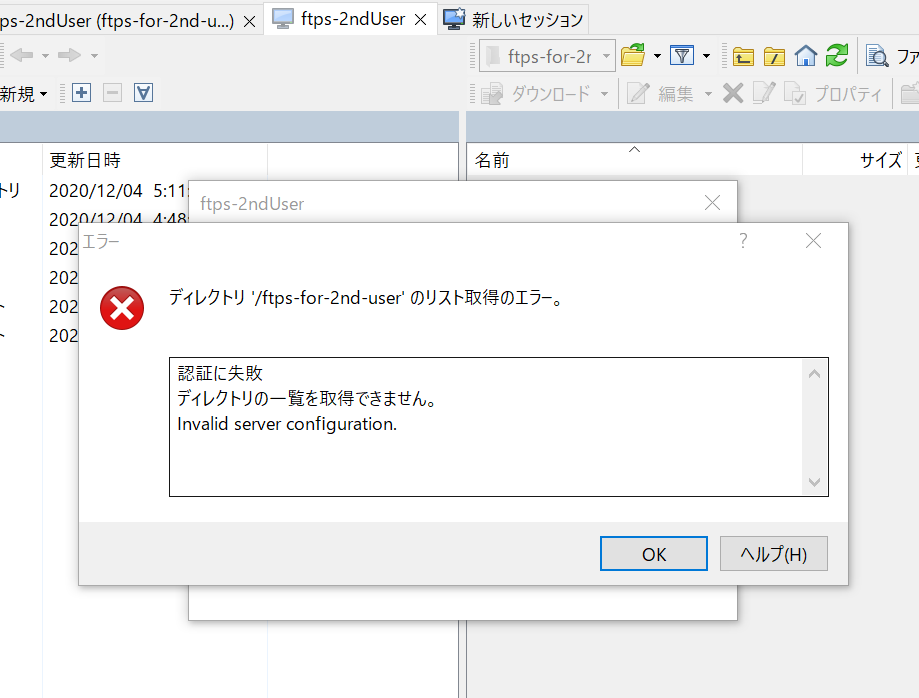 ps-2ndUser (ftps-for-2nd-u...) ftps-2ndUser 新しいセッション
ftps-for-2r
新規 ダウンロード 編集 プロパティ
更新日時 名前 サイズ
トリ 2020/12/04 5:11:
2020/12/04 4:48:
202
202
202
202
ftps-2ndUser
エラー
ディレクトリ '/ftps-for-2nd-user' のリスト取得のエラー。
認証に失敗
ディレクトリの一覧を取得できません。
Invalid server configuration.
OK ヘルプ(H)